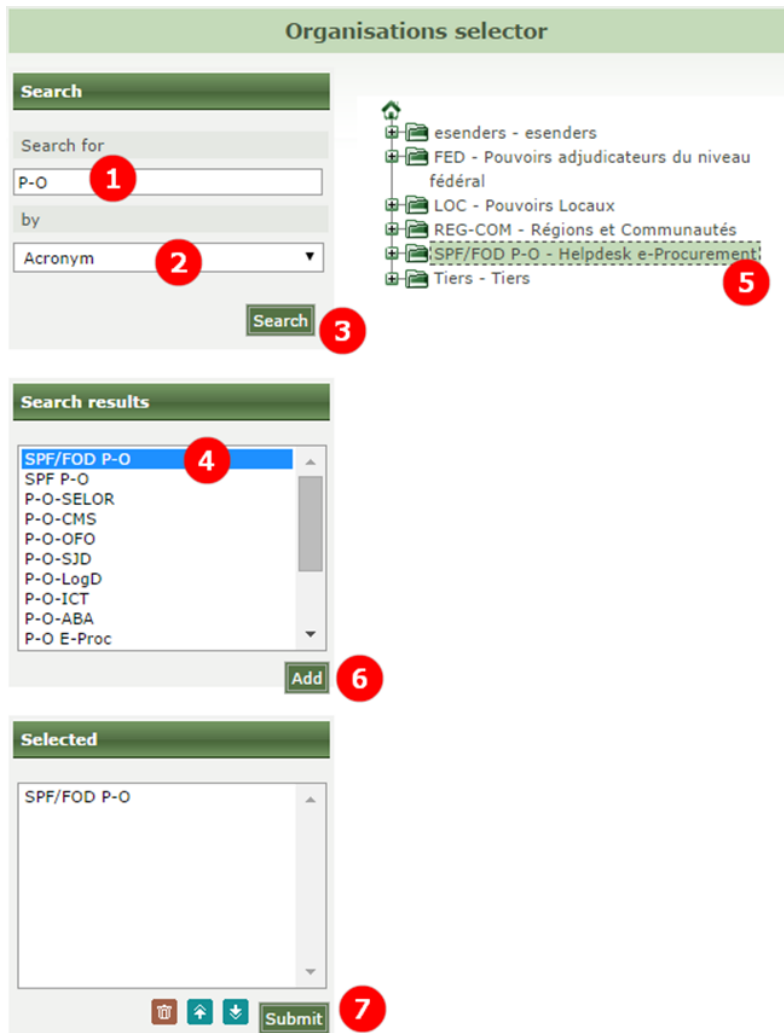 Organisations selector
Search
Search for
P-O
1
by
Acronym
2
Search
3
Search results
SPF/FOD P-O
4
SPF P-O
P-O-SELOR
P-O-CMS
P-O-OFO
P-O-SJD
P-O-LogD
P-O-ICT
P-O-ABA
P-O E-Proc
Add
6
Selected
SPF/FOD P-O
Submit
7
esenders - esenders
FED - Pouvoirs adjudicateurs du niveau
fédéral
LOC - Pouvoirs Locaux
REG-COM - Régions et Communautés
SPF/FOD P-O - Helpdesk e-Procurement
5
Tiers - Tiers